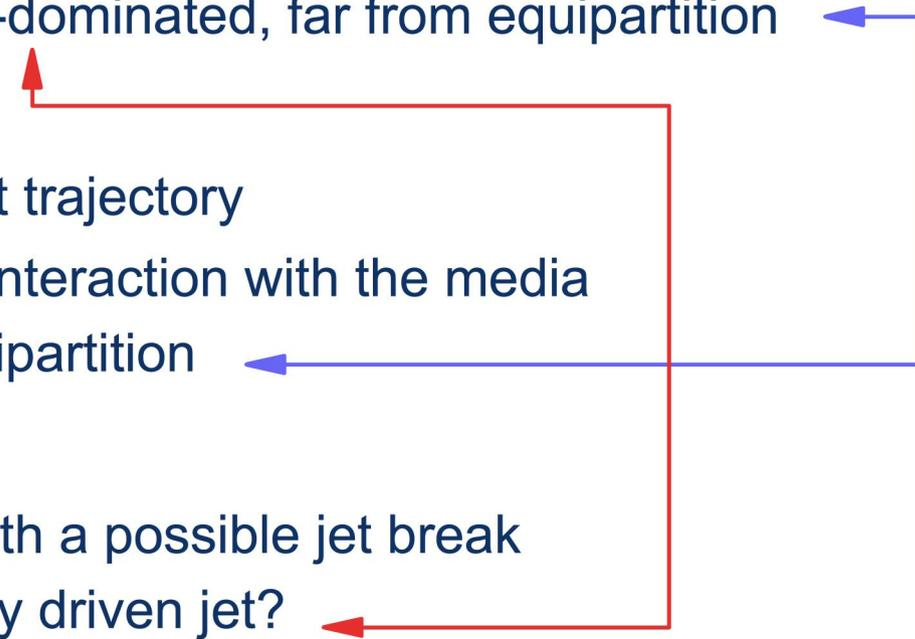 -dominated, far from equipartition
t trajectory
nteraction with the media
ipartition
th a possible jet break
y driven jet?